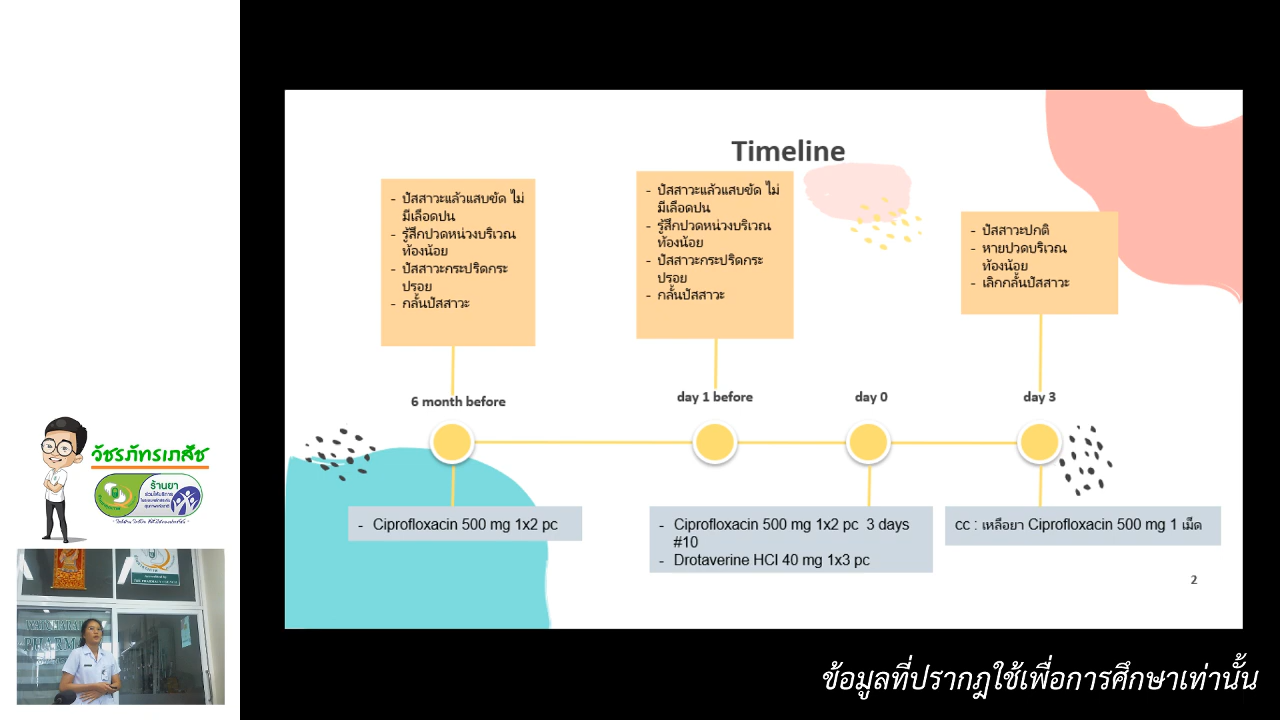 Timeline
- ปัสสาวะแล้วแสบขัด ไม่
มีเลือดปน
- รู้สึกปวดหน่วงบริเวณ
ท้องน้อย
- ปัสสาวะกระปริดกระ
ปรอย
- กลั้นปัสสาวะ
- ปัสสาวะแล้วแสบขัด ไม่
มีเลือดปน
- รู้สึกปวดหน่วงบริเวณ
ท้องน้อย
- ปัสสาวะกระปริดกระ
ปรอย
- กลั้นปัสสาวะ
- ปัสสาวะปกติ
- หายปวดบริเวณ
ท้องน้อย
- เลิกกลั้นปัสสาวะ
6 month before
day 1 before
day 0
day 3
- Ciprofloxacin 500 mg 1x2 pc
- Ciprofloxacin 500 mg 1x2 pc 3 days
#10
- Drotaverine HCl 40 mg 1x3 pc
cc : เหลือยา Ciprofloxacin 500 mg 1 เม็ด
2
วัชรภัทรเภสัช
ร้านยา
ข้อมูลที่ปรากฎใช้เพื่อการศึกษาเท่านั้น